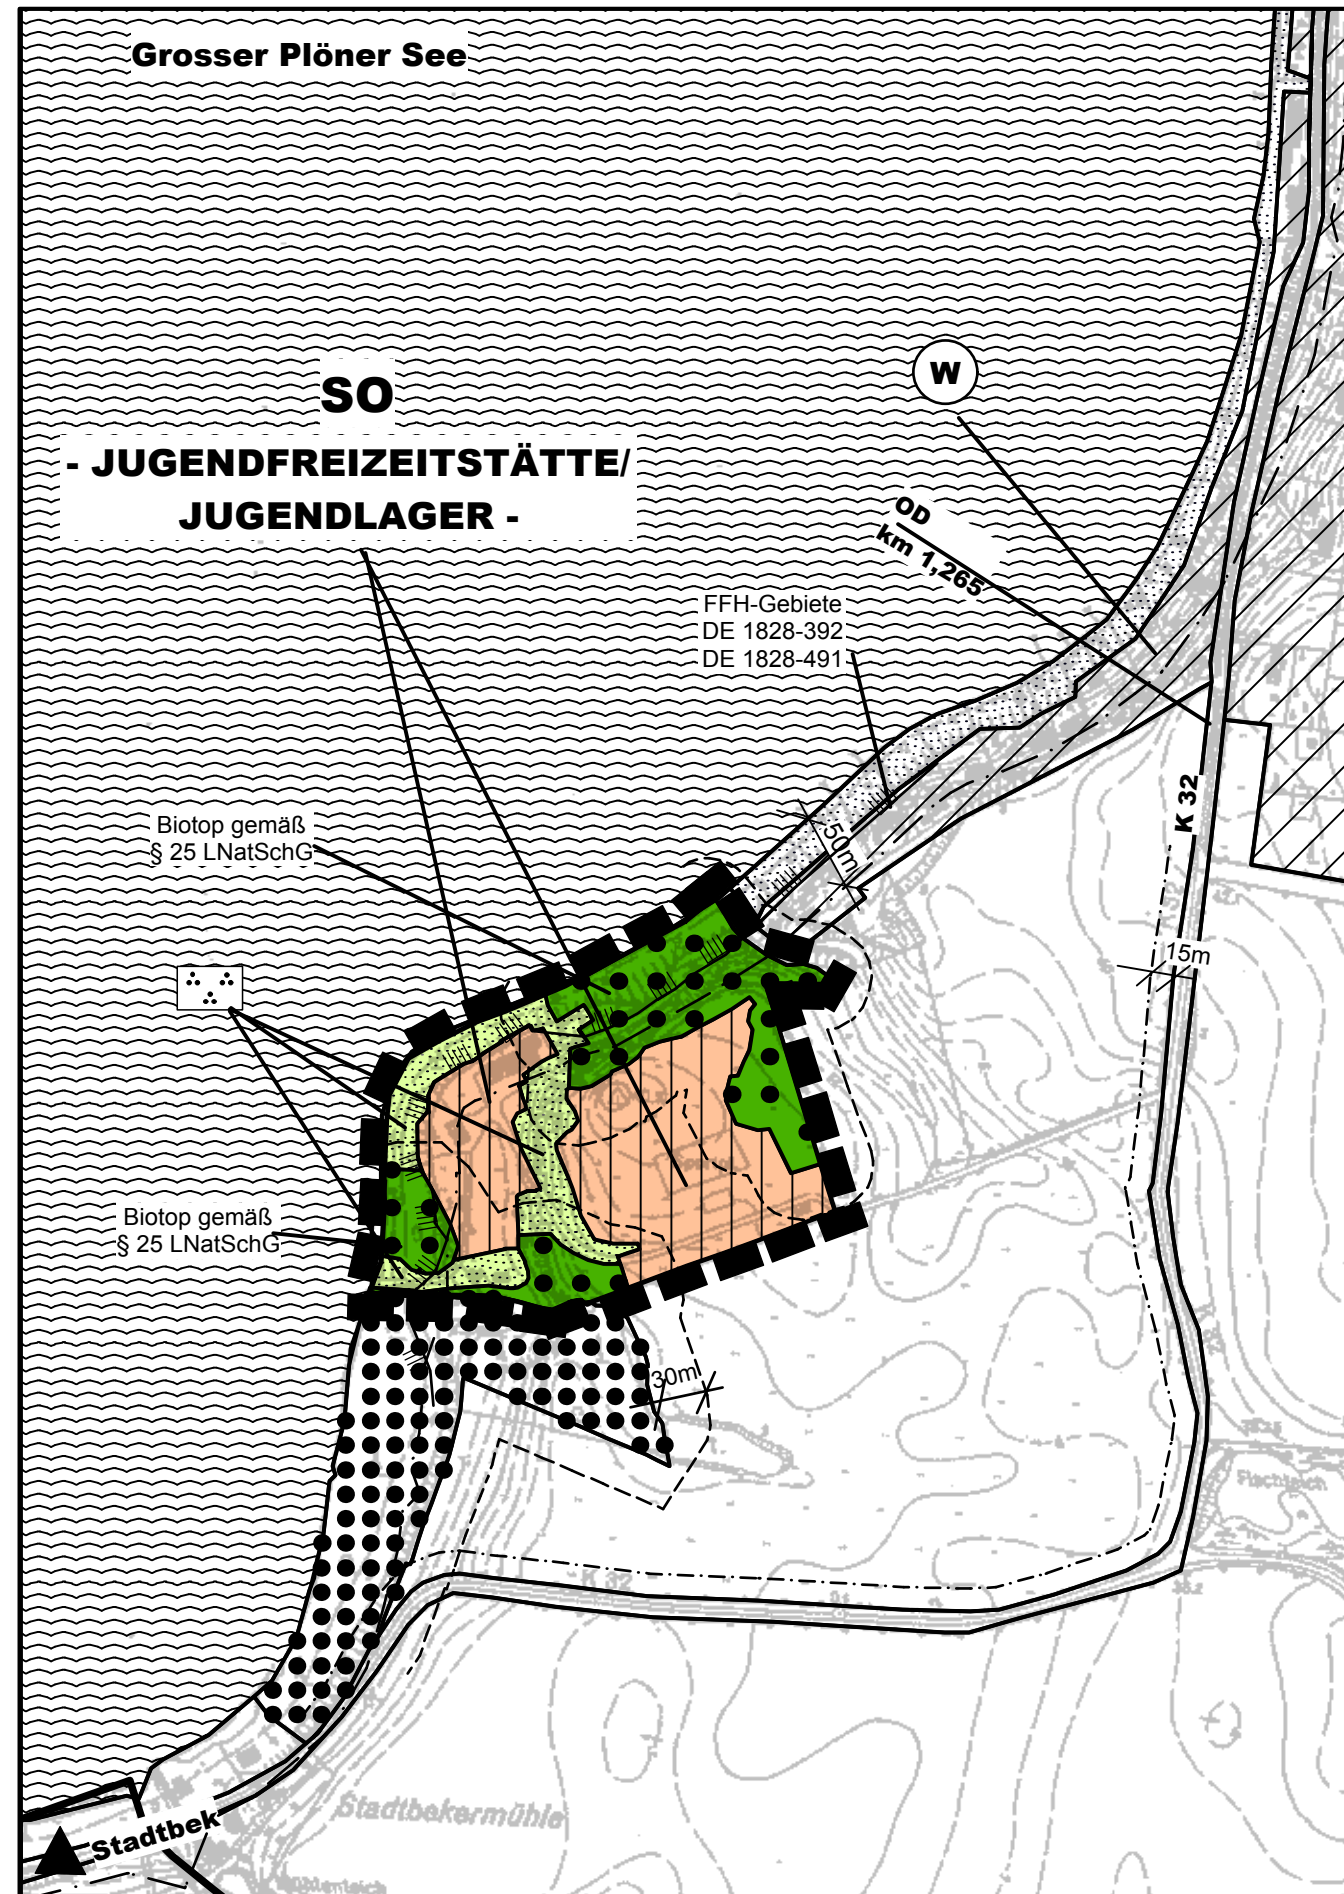 Grosser Plöner See
SO
- JUGENDFREIZEITSTÄTTE/
JUGENDLAGER -
W
OD
km 1,265
FFH-Gebiete
DE 1828-392
DE 1828-491
K 32
50m
Biotop gemäß
§ 25 LNatSchG
15m
Biotop gemäß
§ 25 LNatSchG
30m
K 32
Stadtbekermühle
Stadtbek